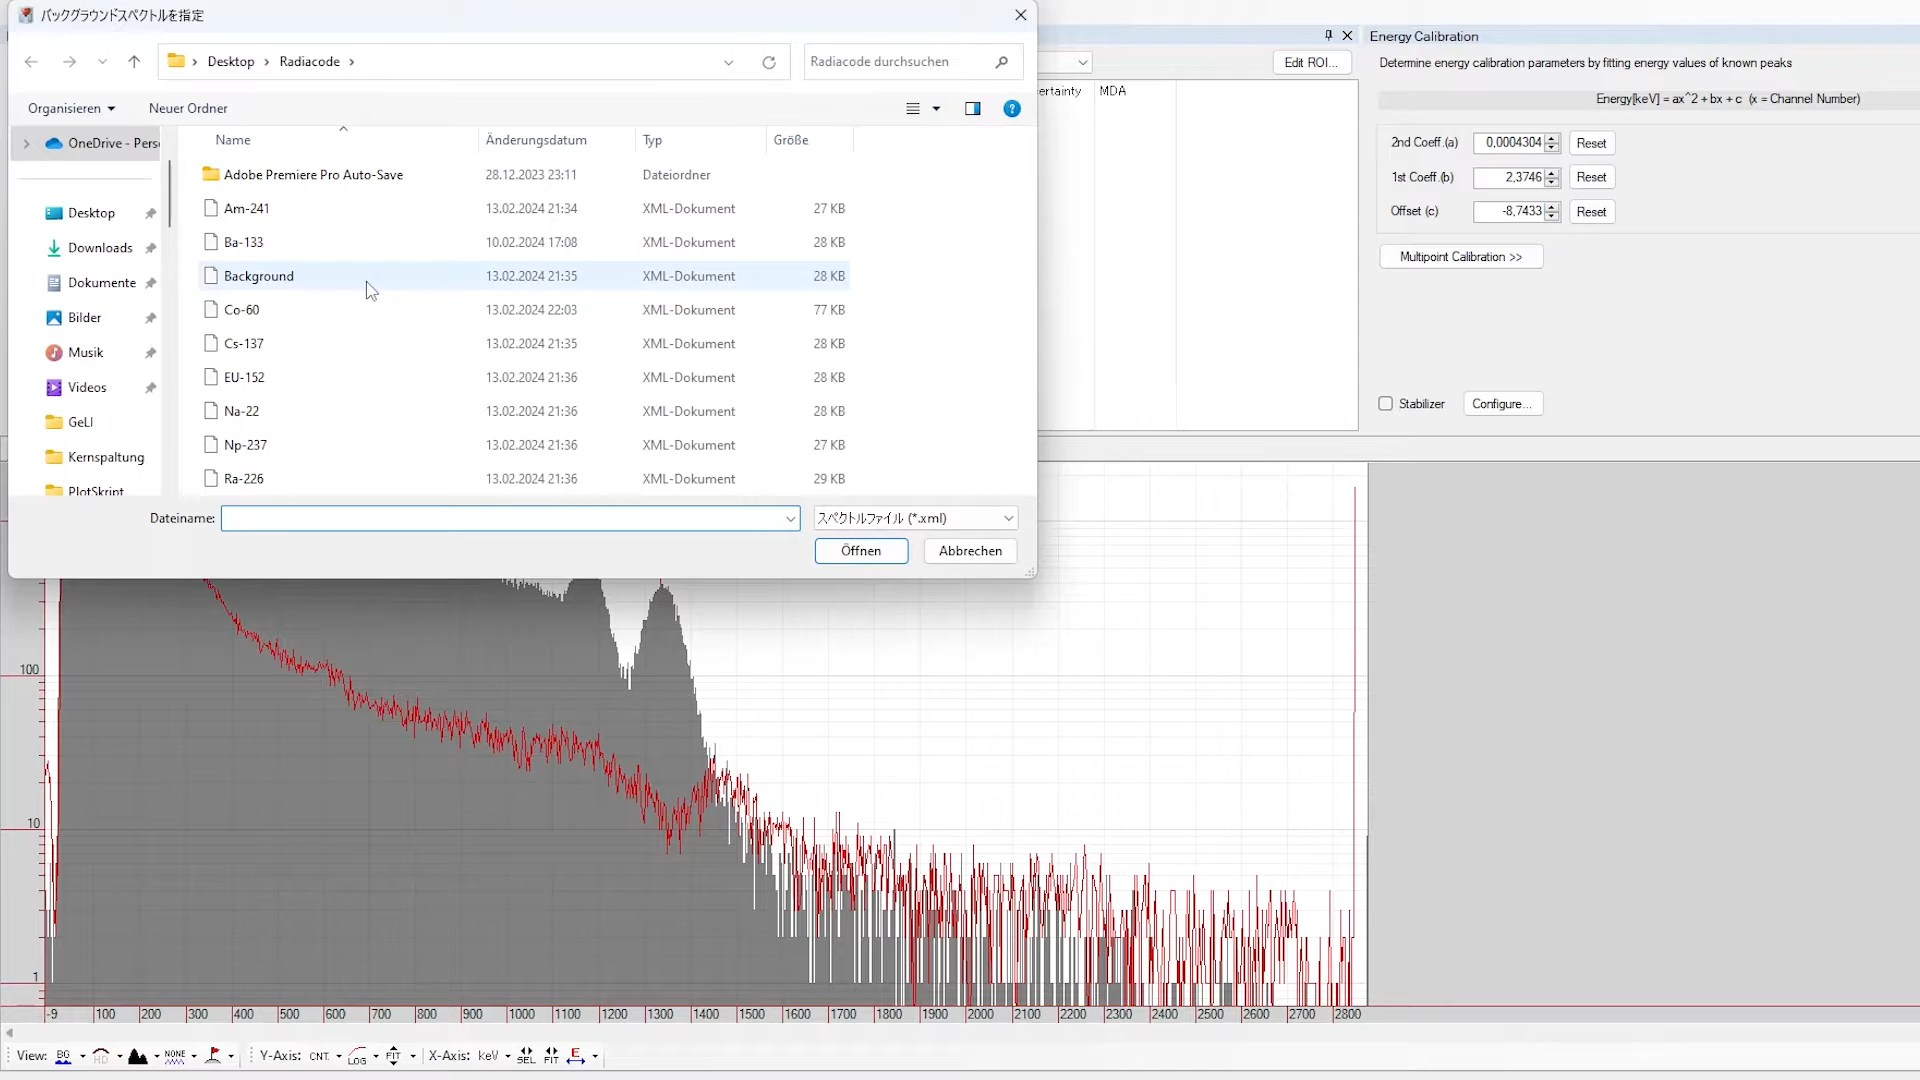 バックグラウンドスペクトルを指定
Desktop
Radiacode
Radiacode durchsuchen
Organisieren
Neuer Ordner
OneDrive - Pers
Desktop
Downloads
Dokumente
Bilder
Musik
Videos
GeLI
Kernspaltung
PlotSkript
Name Änderungsdatum Typ Größe
Adobe Premiere Pro Auto-Save 28.12.2023 23:11 Dateiordner
Am-241 13.02.2024 21:34 XML-Dokument 27 KB
Ba-133 10.02.2024 17:08 XML-Dokument 28 KB
Background 13.02.2024 21:35 XML-Dokument 28 KB
Co-60 13.02.2024 22:03 XML-Dokument 77 KB
Cs-137 13.02.2024 21:35 XML-Dokument 28 KB
EU-152 13.02.2024 21:36 XML-Dokument 28 KB
Na-22 13.02.2024 21:36 XML-Dokument 28 KB
Np-237 13.02.2024 21:36 XML-Dokument 27 KB
Ra-226 13.02.2024 21:36 XML-Dokument 29 KB
Dateiname:
スペクトルファイル (*.xml)
Öffnen
Abbrechen
Edit ROI...
ertainty MDA
Energy Calibration
Determine energy calibration parameters by fitting energy values of known peaks
Energy[keV] = ax^2 + bx + c (x = Channel Number)
2nd Coeff.(a) 0,0004304 Reset
1st Coeff.(b) 2,3746 Reset
Offset (c) -8,7433 Reset
Multipoint Calibration >>
Stabilizer
Configure...
100
10
1
-9 100 200 300 400 500 600 700 800 900 1000 1100 1200 1300 1400 1500 1600 1700 1800 1900 2000 2100 2200 2300 2400 2500 2600 2700 2800
View: BG HD NONE Y-Axis: CNT LOG FIT X-Axis: keV SEL FIT E